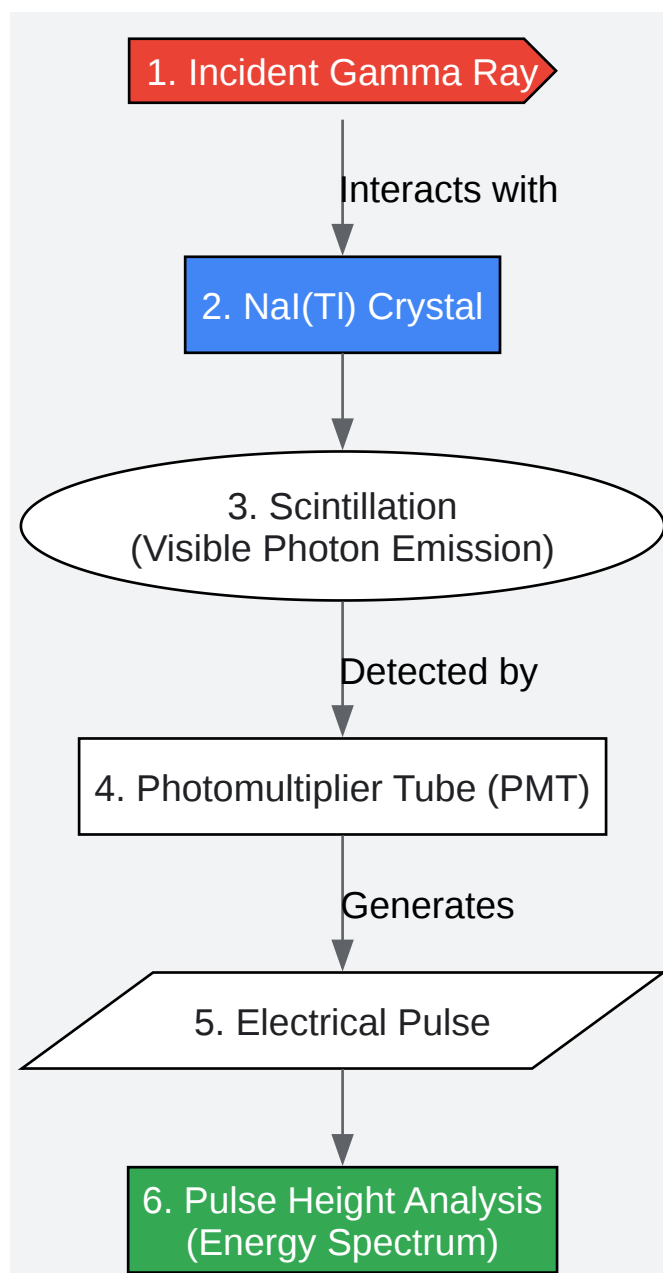 1. Incident Gamma Ray
Interacts with
2. NaI(Tl) Crystal
3. Scintillation
(Visible Photon Emission)
Detected by
4. Photomultiplier Tube (PMT)
Generates
5. Electrical Pulse
6. Pulse Height Analysis
(Energy Spectrum)